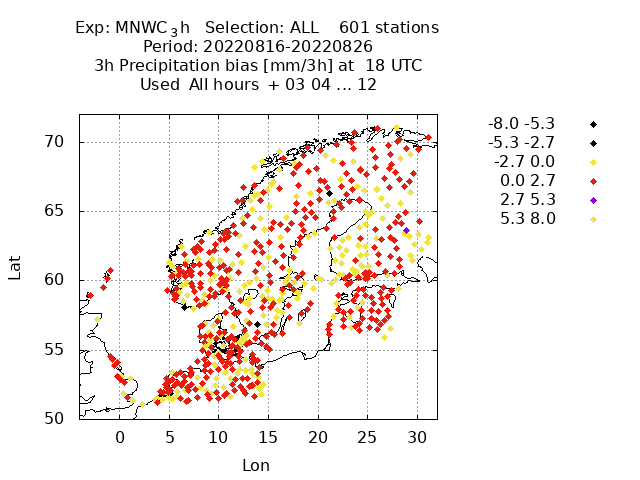 Exp: MNWC_3h   Selection: ALL    601 stations
Period: 20220816-20220826
3h Precipitation bias [mm/3h] at  18 UTC
Used  All hours  + 03 04 ... 12
-8.0 -5.3
-5.3 -2.7
-2.7 0.0
0.0 2.7
2.7 5.3
5.3 8.0
70
65
60
55
50
Lat
0 5 10 15 20 25 30
Lon